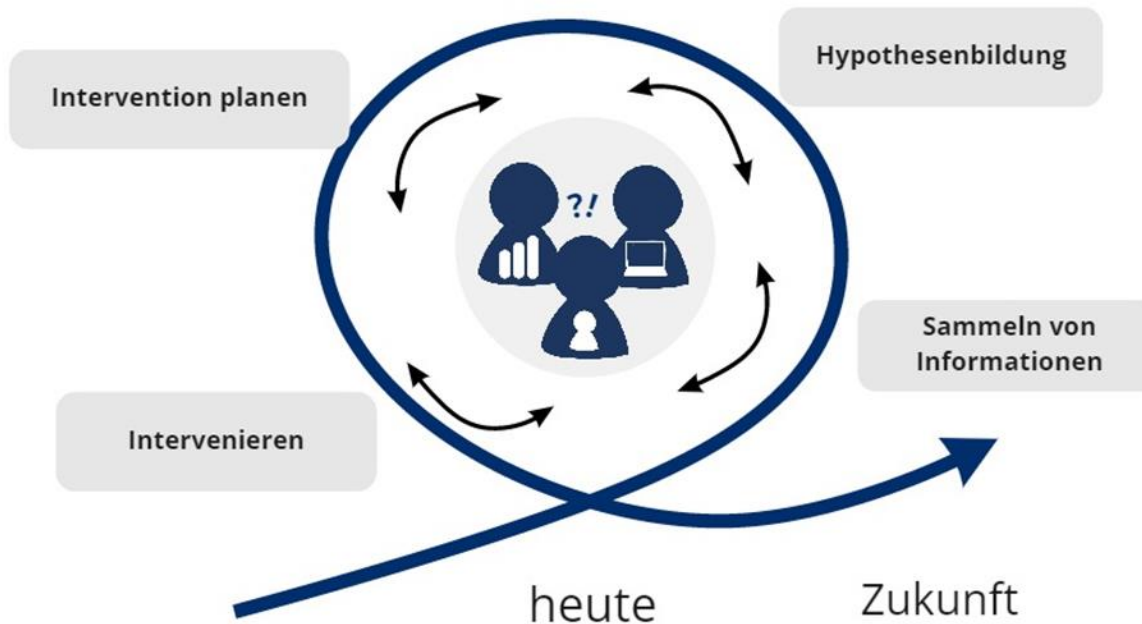 Hypothesenbildung
Intervention planen
?!
Sammeln von
Informationen
Intervenieren
heute
Zukunft